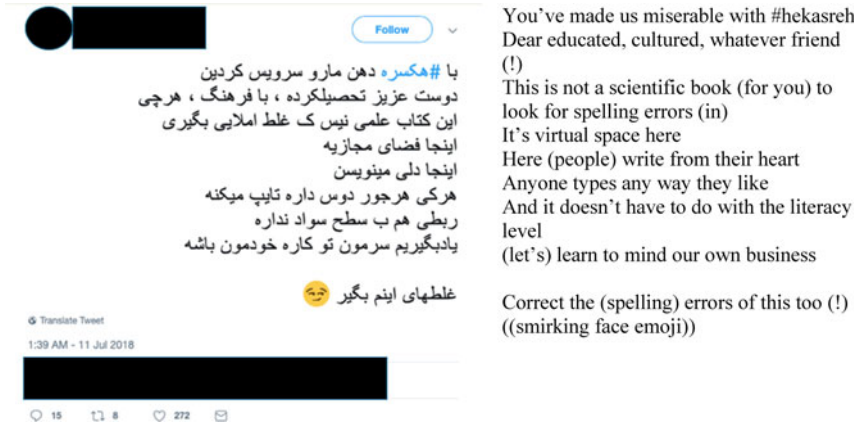 Follow
با #هکسره دهن مارو سرویس کردین
دوست عزیز تحصیلکرده ، با فرهنگ ، هرچی
این کتاب علمی نیس ک غلط املایی بگیری
اینجا فضای مجازیه
اینجا دلی مینویسن
هرکی هرجور دوس داره تایپ میکنه
ربطی هم ب سطح سواد نداره
یادبگیریم سرمون تو کاره خودمون باشه
غلطهای اینم بگیر 😏
Translate Tweet
1:39 AM - 11 Jul 2018
15 8 272
You've made us miserable with #hekasreh
Dear educated, cultured, whatever friend
(!)
This is not a scientific book (for you) to
look for spelling errors (in)
It's virtual space here
Here (people) write from their heart
Anyone types any way they like
And it doesn't have to do with the literacy
level
(let's) learn to mind our own business
Correct the (spelling) errors of this too (!)
((smirking face emoji))